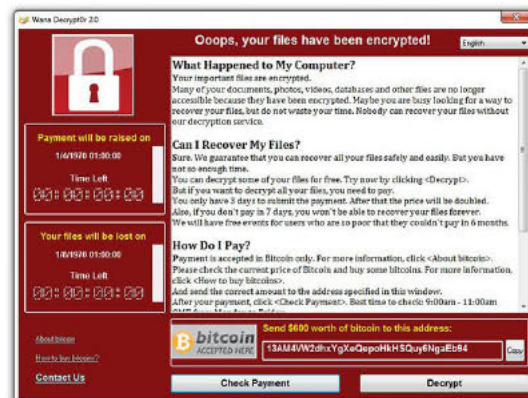 Wana Decrypt0r 2.0
Ooops, your files have been encrypted!
English
What Happened to My Computer?
Your important files are encrypted.
Many of your documents, photos, videos, databases and other files are no longer
accessible because they have been encrypted. Maybe you are busy looking for a way to
recover your files, but do not waste your time. Nobody can recover your files without
our decryption service.
Can I Recover My Files?
Sure. We guarantee that you can recover all your files safely and easily. But you have
not so enough time.
You can decrypt some of your files for free. Try now by clicking <Decrypt>.
But if you want to decrypt all your files, you need to pay.
You only have 3 days to submit the payment. After that the price will be doubled.
Also, if you don't pay in 7 days, you won't be able to recover your files forever.
We will have free events for users who are so poor that they couldn't pay in 6 months.
How Do I Pay?
Payment is accepted in Bitcoin only. For more information, click <About bitcoin>.
Please check the current price of Bitcoin and buy some bitcoins. For more information,
click <How to buy bitcoins>.
And send the correct amount to the address specified in this window.
After your payment, click <Check Payment>. Best time to check: 9:00am - 11:00am
GMT from Monday to Friday.
Payment will be raised on
1/4/1970 01:00:00
Time Left
00:00:00:00
Your files will be lost on
1/8/1970 01:00:00
Time Left
00:00:00:00
About bitcoin
How to buy bitcoins?
Contact Us
bitcoin
ACCEPTED HERE
Send $600 worth of bitcoin to this address:
13AM4VW2dhxYgXeQepoHkHSQuy6NgaEb94
Copy
Check Payment
Decrypt